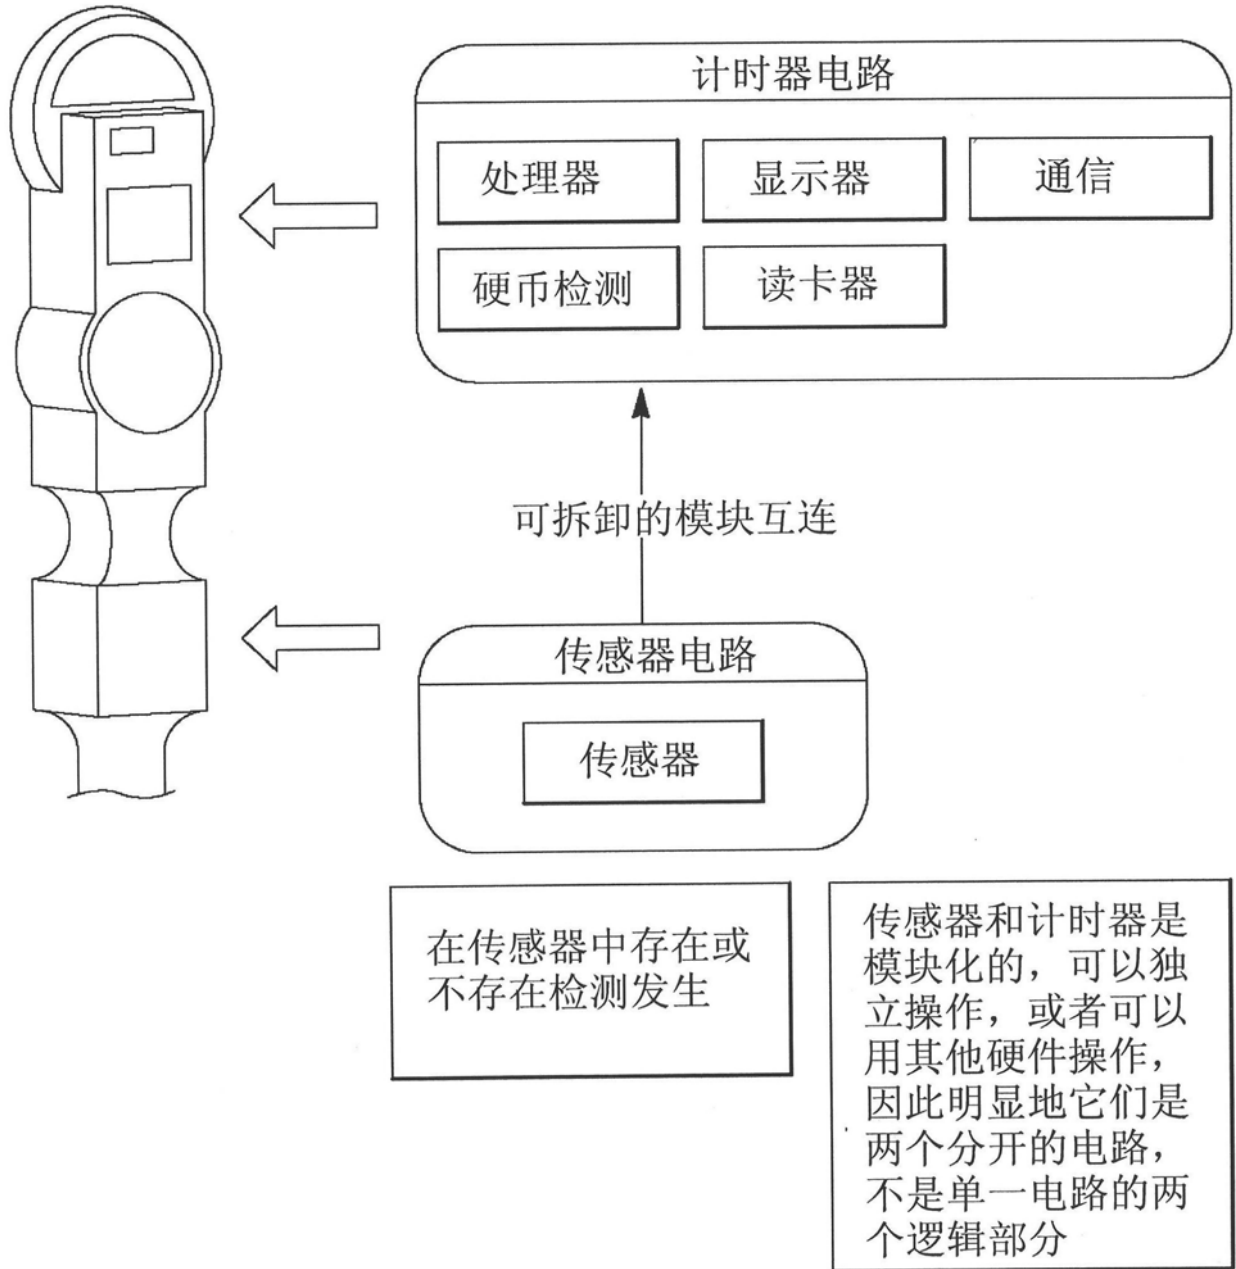 计时器电路
处理器
显示器
通信
硬币检测
读卡器
可拆卸的模块互连
传感器电路
传感器
在传感器中存在或
不存在检测发生
传感器和计时器是
模块化的，可以独
立操作，或者可以
用其他硬件操作，
因此明显地它们是
两个分开的电路，
不是单一电路的两
个逻辑部分